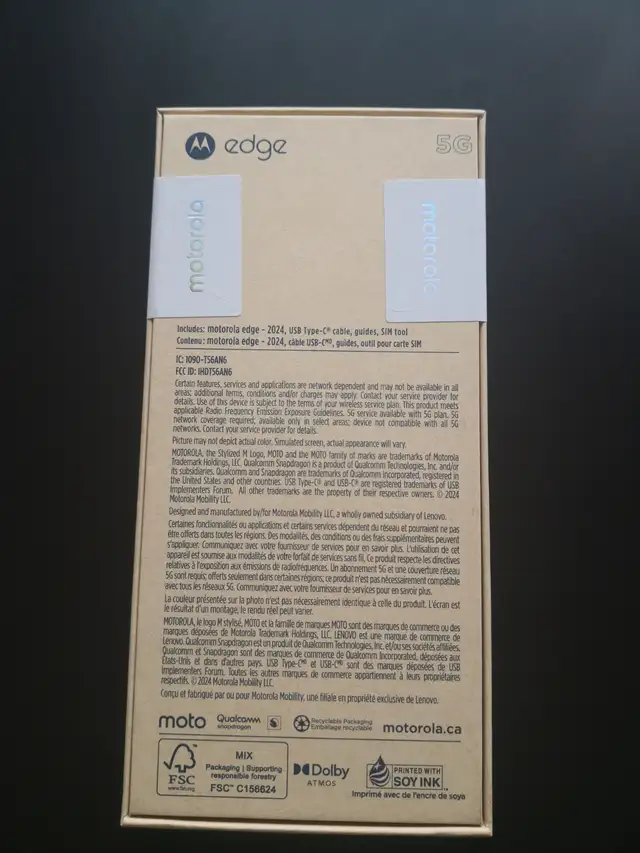 edge
5G
motorola
motorola
Includes: motorola edge - 2024, USB Type-C® cable, guides, SIM tool
Contenu: motorola edge - 2024, câble USB-Cᴹᴰ, guides, outil pour carte SIM
IC: 109O-T56AN6
FCC ID: IHDT56AN6
Certain features, services and applications are network dependent and may not be available in all
areas; additional terms, conditions and/or charges may apply. Contact your service provider for
details. Use of this device is subject to the terms of your wireless service plan. This product meets
applicable Radio Frequency Emission Exposure Guidelines. 5G service available with 5G plan. 5G
network coverage required; available only in select areas; device not compatible with all 5G
networks. Contact your service provider for details.
Picture may not depict actual color. Simulated screen, actual appearance will vary.
MOTOROLA, the Stylized M Logo, MOTO and the MOTO family of marks are trademarks of Motorola
Trademark Holdings, LLC. Qualcomm Snapdragon is a product of Qualcomm Technologies, Inc. and/or
its subsidiaries. Qualcomm and Snapdragon are trademarks of Qualcomm Incorporated, registered in
the United States and other countries. USB Type-C® and USB-C® are registered trademarks of USB
Implementers Forum. All other trademarks are the property of their respective owners. © 2024
Motorola Mobility LLC.
Designed and manufactured by/for Motorola Mobility LLC, a wholly owned subsidiary of Lenovo.
Certaines fonctionnalités ou applications et certains services dépendent du réseau et pourraient ne pas
être offerts dans toutes les régions. Des modalités, des conditions ou des frais supplémentaires peuvent
s'appliquer. Communiquez avec votre fournisseur de services pour en savoir plus. L'utilisation de cet
appareil est soumise aux modalités de votre forfait de services sans fil. Ce produit respecte les directives
relatives à l'exposition aux émissions de radiofréquences. Un abonnement 5G et une couverture réseau
5G sont requis; offerts seulement dans certaines régions; ce produit n'est pas nécessairement compatible
avec tous les réseaux 5G. Communiquez avec votre fournisseur de services pour en savoir plus.
La couleur présentée sur la photo n'est pas nécessairement identique à celle du produit. L'écran est
le résultat d'un montage, le rendu réel peut varier.
MOTOROLA, le logo M stylisé, MOTO et la famille de marques MOTO sont des marques de commerce ou des
marques déposées de Motorola Trademark Holdings, LLC. LENOVO est une marque de commerce de
Lenovo. Qualcomm Snapdragon est un produit de Qualcomm Technologies, Inc. et/ou ses sociétés affiliées.
Qualcomm et Snapdragon sont des marques de commerce de Qualcomm Incorporated, déposées aux
États-Unis et dans d'autres pays. USB Type-Cᴹᴰ et USB-Cᴹᴰ sont des marques déposées de USB
Implementers Forum. Toutes les autres marques de commerce appartiennent à leurs propriétaires
respectifs. © 2024 Motorola Mobility LLC.
Conçu et fabriqué par ou pour Motorola Mobility, une filiale en propriété exclusive de Lenovo.
moto
Qualcomm
snapdragon
Recyclable Packaging
Emballage recyclable
motorola.ca
FSC
www.fsc.org
MIX
Packaging | Supporting
responsible forestry
FSC™ C156624
Dolby
ATMOS
PRINTED WITH
SOY INK™
Imprimé avec de l'encre de soya